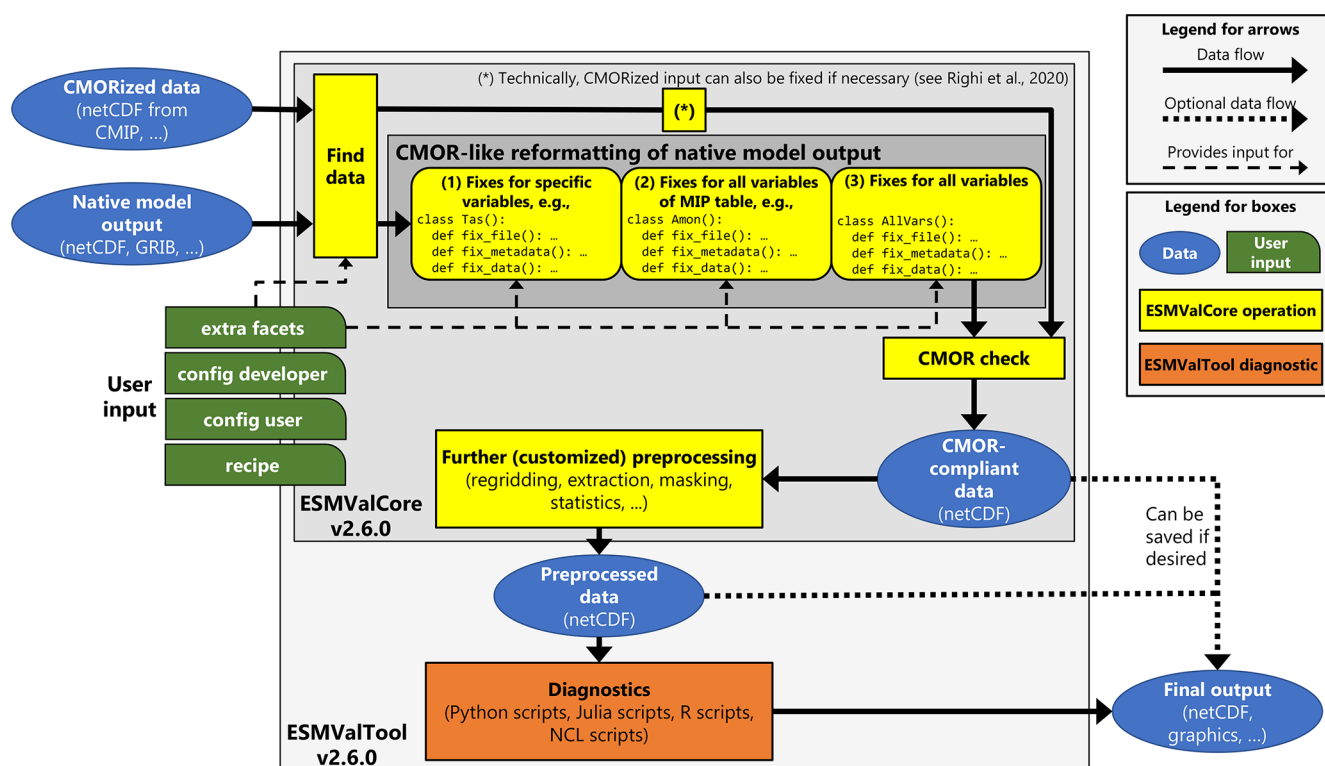 (*) Technically, CMORized input can also be fixed if necessary (see Righi et al., 2020)
CMORized data
(netCDF from
CMIP, ...)
Native model
output
(netCDF, GRIB, ...)
Find
data
(*)
CMOR-like reformatting of native model output
(1) Fixes for specific
variables, e.g.,
class Tas():
def fix_file(): …
def fix_metadata(): …
def fix_data(): …
(2) Fixes for all variables
of MIP table, e.g.,
class Amon():
def fix_file(): …
def fix_metadata(): …
def fix_data(): …
(3) Fixes for all variables
class AllVars():
def fix_file(): …
def fix_metadata(): …
def fix_data(): …
User
input
extra facets
config developer
config user
recipe
CMOR check
CMOR-
compliant
data
(netCDF)
Further (customized) preprocessing
(regridding, extraction, masking,
statistics, ...)
ESMValCore
v2.6.0
Can be
saved if
desired
Preprocessed
data
(netCDF)
Diagnostics
(Python scripts, Julia scripts, R scripts,
NCL scripts)
ESMValTool
v2.6.0
Final output
(netCDF,
graphics, ...)
Legend for arrows
Data flow
Optional data flow
Provides input for
Legend for boxes
Data
User
input
ESMValCore operation
ESMValTool diagnostic